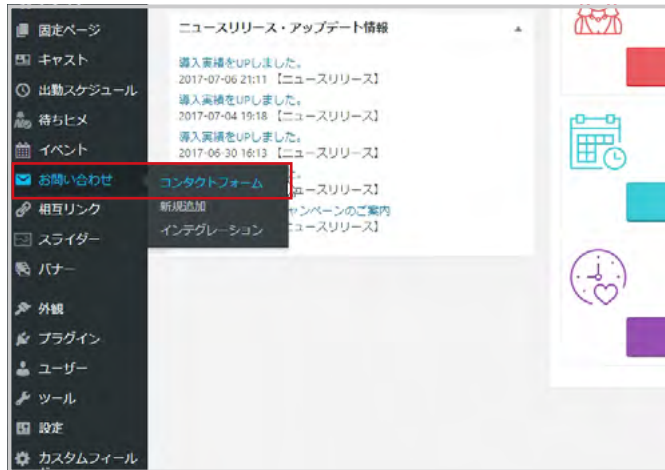 固定ページ
キャスト
出勤スケジュール
待ちヒメ
イベント
お問い合わせ
相互リンク
スライダー
バナー
外観
プラグイン
ユーザー
ツール
設定
カスタムフィール
コンタクトフォーム
新規追加
インテグレーション
ニュースリリース・アップデート情報
導入実績をUPしました。
2017-07-06 21:11 【ニュースリリース】
導入実績をUPしました。
2017-07-04 19:18 【ニュースリリース】
導入実績をUPしました。
2017-06-30 16:13 【ニュースリリース】
た。
ュースリリース】
ャンペーンのご案内
ュースリリース】